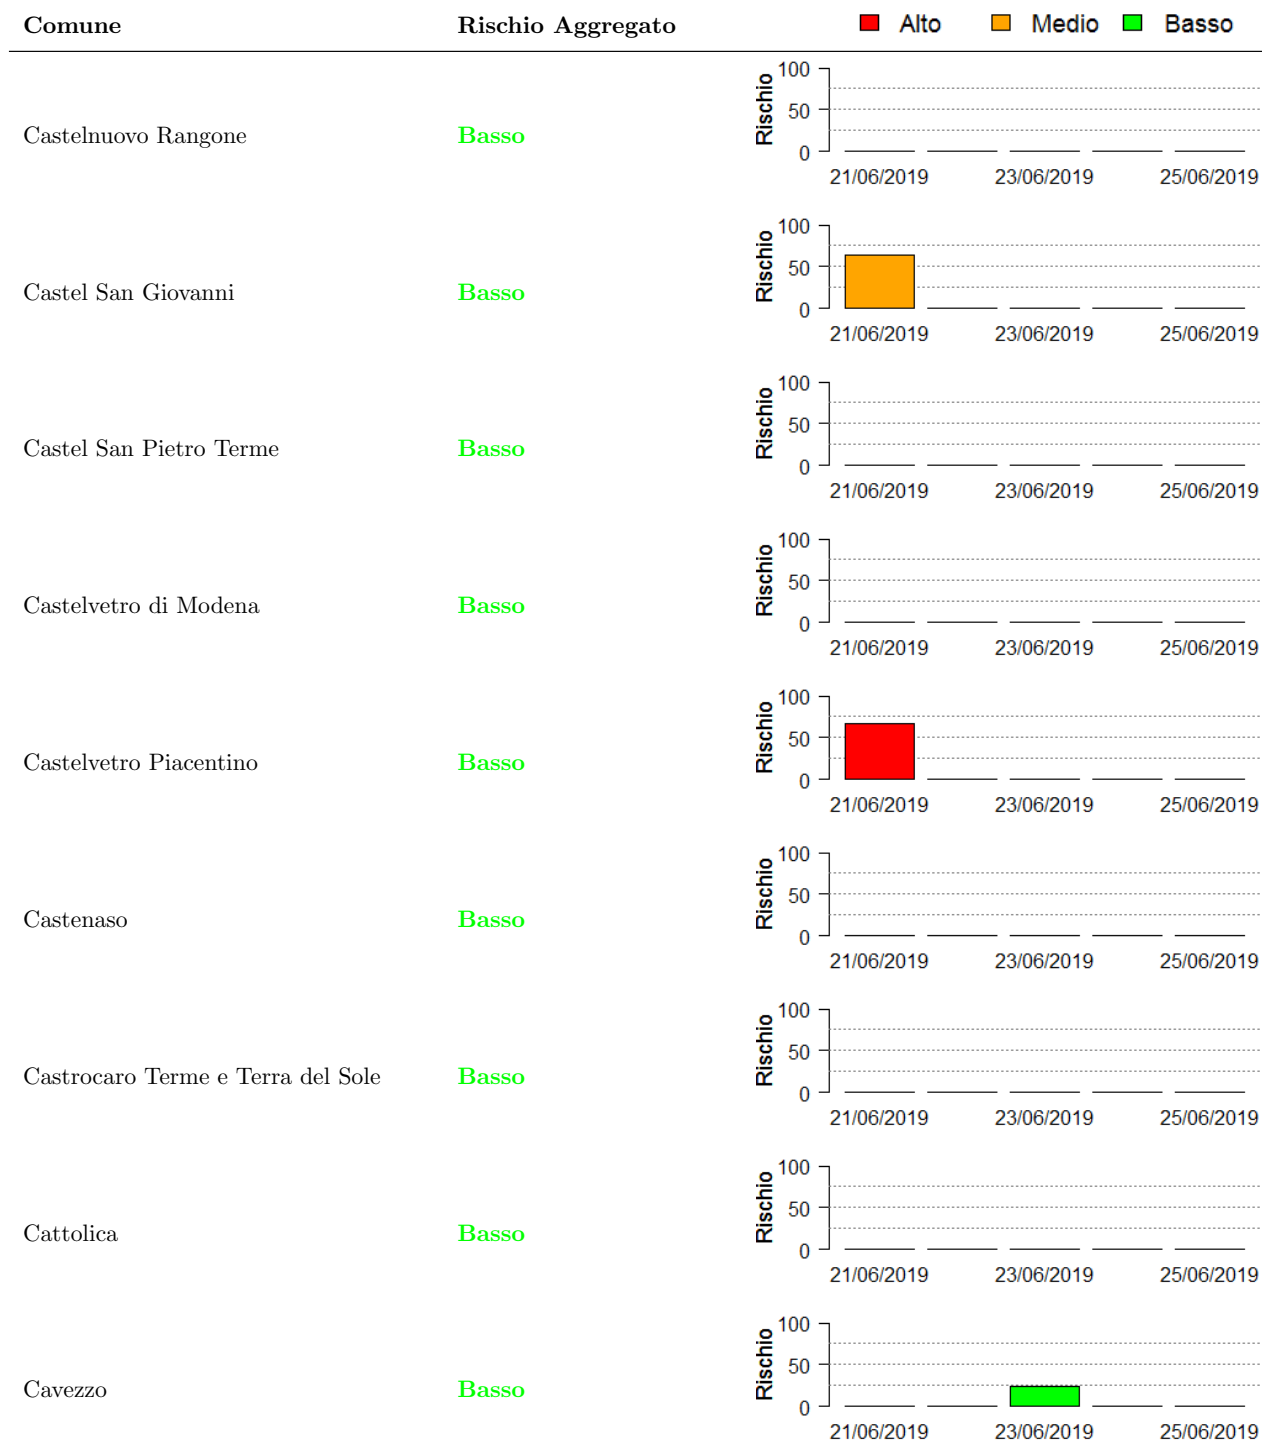 Comune Rischio Aggregato Alto Medio Basso
Castelnuovo Rangone Basso Rischio 100 50 0
21/06/2019 23/06/2019 25/06/2019
Castel San Giovanni Basso Rischio 100 50 0
21/06/2019 23/06/2019 25/06/2019
Castel San Pietro Terme Basso Rischio 100 50 0
21/06/2019 23/06/2019 25/06/2019
Castelvetro di Modena Basso Rischio 100 50 0
21/06/2019 23/06/2019 25/06/2019
Castelvetro Piacentino Basso Rischio 100 50 0
21/06/2019 23/06/2019 25/06/2019
Castenaso Basso Rischio 100 50 0
21/06/2019 23/06/2019 25/06/2019
Castrocaro Terme e Terra del Sole Basso Rischio 100 50 0
21/06/2019 23/06/2019 25/06/2019
Cattolica Basso Rischio 100 50 0
21/06/2019 23/06/2019 25/06/2019
Cavezzo Basso Rischio 100 50 0
21/06/2019 23/06/2019 25/06/2019